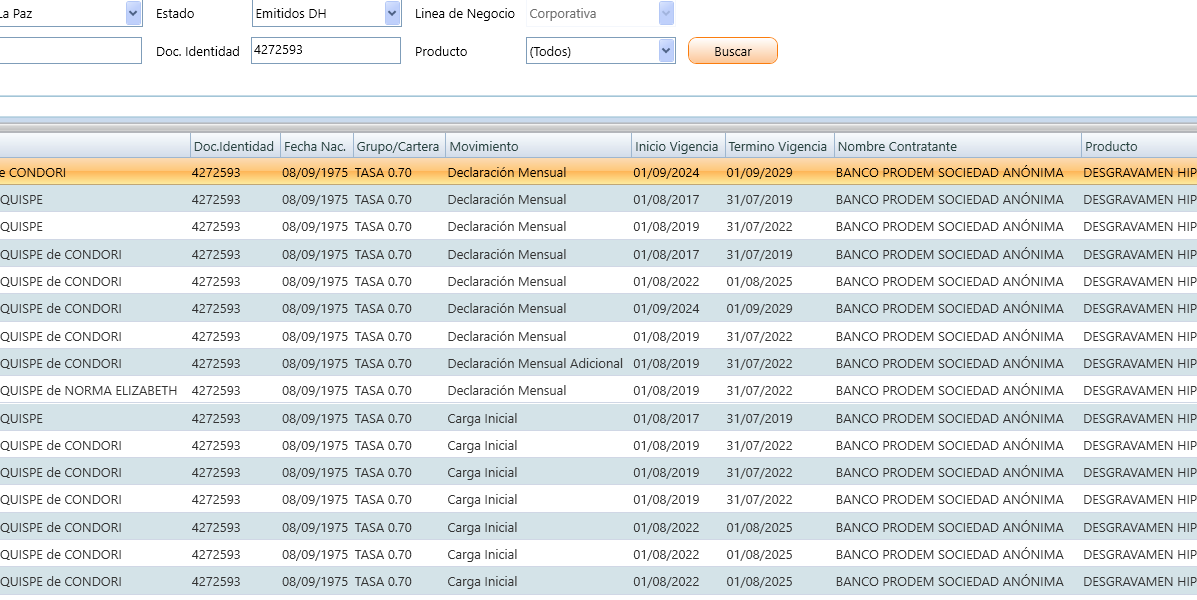 La Paz Estado Emitidos DH Linea de Negocio Corporativa
Doc. Identidad 4272593 Producto (Todos) Buscar
Doc.Identidad Fecha Nac. Grupo/Cartera Movimiento Inicio Vigencia Termino Vigencia Nombre Contratante Producto
e CONDORI 4272593 08/09/1975 TASA 0.70 Declaración Mensual 01/09/2024 01/09/2029 BANCO PRODEM SOCIEDAD ANÓNIMA DESGRAVAMEN HIP
QUISPE 4272593 08/09/1975 TASA 0.70 Declaración Mensual 01/08/2017 31/07/2019 BANCO PRODEM SOCIEDAD ANÓNIMA DESGRAVAMEN HIP
QUISPE 4272593 08/09/1975 TASA 0.70 Declaración Mensual 01/08/2019 31/07/2022 BANCO PRODEM SOCIEDAD ANÓNIMA DESGRAVAMEN HIP
QUISPE de CONDORI 4272593 08/09/1975 TASA 0.70 Declaración Mensual 01/08/2017 31/07/2019 BANCO PRODEM SOCIEDAD ANÓNIMA DESGRAVAMEN HIP
QUISPE de CONDORI 4272593 08/09/1975 TASA 0.70 Declaración Mensual 01/08/2022 01/08/2025 BANCO PRODEM SOCIEDAD ANÓNIMA DESGRAVAMEN HIP
QUISPE de CONDORI 4272593 08/09/1975 TASA 0.70 Declaración Mensual 01/09/2024 01/09/2029 BANCO PRODEM SOCIEDAD ANÓNIMA DESGRAVAMEN HIP
QUISPE de CONDORI 4272593 08/09/1975 TASA 0.70 Declaración Mensual 01/08/2019 31/07/2022 BANCO PRODEM SOCIEDAD ANÓNIMA DESGRAVAMEN HIP
QUISPE de CONDORI 4272593 08/09/1975 TASA 0.70 Declaración Mensual Adicional 01/08/2019 31/07/2022 BANCO PRODEM SOCIEDAD ANÓNIMA DESGRAVAMEN HIP
QUISPE de NORMA ELIZABETH 4272593 08/09/1975 TASA 0.70 Declaración Mensual 01/08/2019 31/07/2022 BANCO PRODEM SOCIEDAD ANÓNIMA DESGRAVAMEN HIP
QUISPE 4272593 08/09/1975 TASA 0.70 Carga Inicial 01/08/2017 31/07/2019 BANCO PRODEM SOCIEDAD ANÓNIMA DESGRAVAMEN HIP
QUISPE de CONDORI 4272593 08/09/1975 TASA 0.70 Carga Inicial 01/08/2019 31/07/2022 BANCO PRODEM SOCIEDAD ANÓNIMA DESGRAVAMEN HIP
QUISPE de CONDORI 4272593 08/09/1975 TASA 0.70 Carga Inicial 01/08/2019 31/07/2022 BANCO PRODEM SOCIEDAD ANÓNIMA DESGRAVAMEN HIP
QUISPE de CONDORI 4272593 08/09/1975 TASA 0.70 Carga Inicial 01/08/2019 31/07/2022 BANCO PRODEM SOCIEDAD ANÓNIMA DESGRAVAMEN HIP
QUISPE de CONDORI 4272593 08/09/1975 TASA 0.70 Carga Inicial 01/08/2022 01/08/2025 BANCO PRODEM SOCIEDAD ANÓNIMA DESGRAVAMEN HIP
QUISPE de CONDORI 4272593 08/09/1975 TASA 0.70 Carga Inicial 01/08/2022 01/08/2025 BANCO PRODEM SOCIEDAD ANÓNIMA DESGRAVAMEN HIP
QUISPE de CONDORI 4272593 08/09/1975 TASA 0.70 Carga Inicial 01/08/2022 01/08/2025 BANCO PRODEM SOCIEDAD ANÓNIMA DESGRAVAMEN HIP